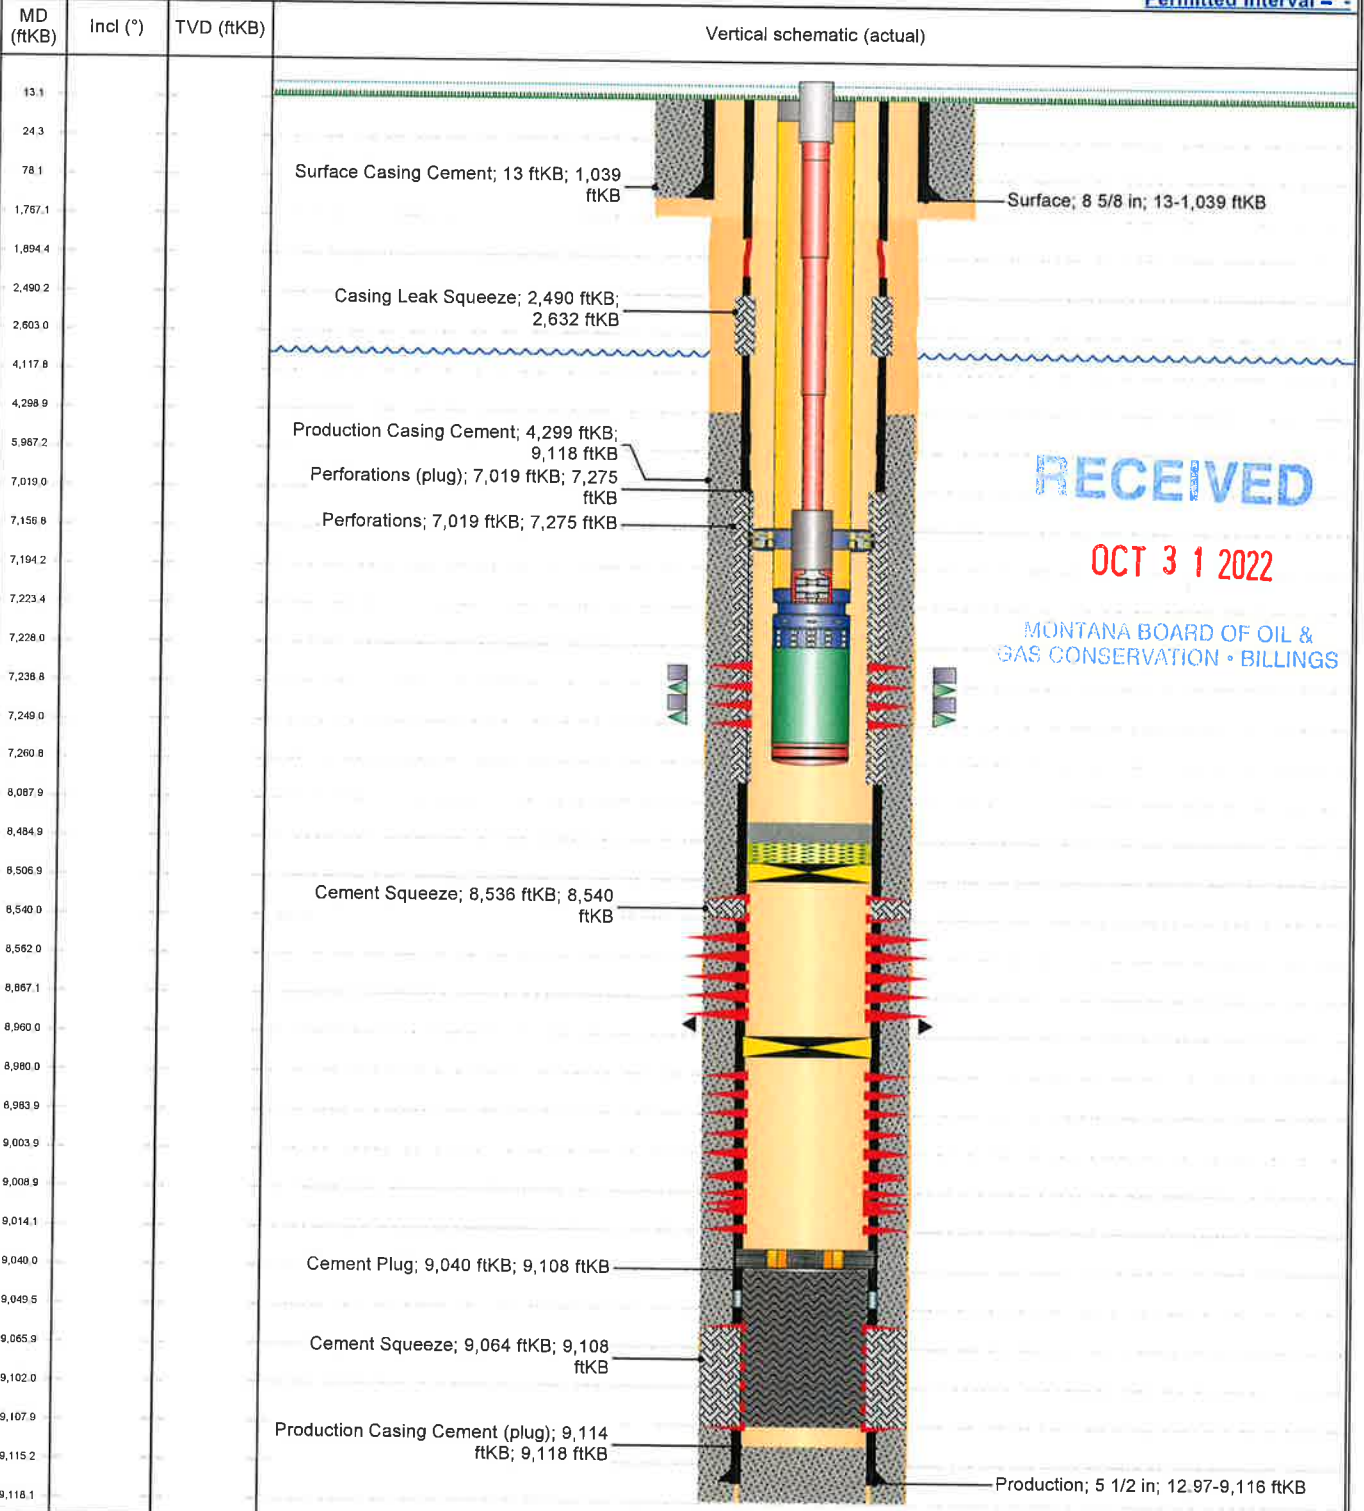 Permitted Interval = -
MD
(ftKB)
Incl (°)
TVD (ftKB)
Vertical schematic (actual)
13.1
24.3
78.1
1,767.1
1,894.4
2,490.2
2,603.0
4,117.8
4,298.9
5,967.2
7,019.0
7,156.8
7,194.2
7,223.4
7,228.0
7,238.8
7,249.0
7,260.8
8,087.9
8,484.9
8,506.9
8,540.0
8,562.0
8,867.1
8,960.0
8,980.0
8,983.9
9,003.9
9,008.9
9,014.1
9,040.0
9,049.5
9,065.9
9,102.0
9,107.9
9,115.2
9,118.1
Surface Casing Cement; 13 ftKB; 1,039
ftKB
Surface; 8 5/8 in; 13-1,039 ftKB
Casing Leak Squeeze; 2,490 ftKB;
2,632 ftKB
Production Casing Cement; 4,299 ftKB;
9,118 ftKB
Perforations (plug); 7,019 ftKB; 7,275
ftKB
Perforations; 7,019 ftKB; 7,275 ftKB
RECEIVED
OCT 3 1 2022
MONTANA BOARD OF OIL &
GAS CONSERVATION • BILLINGS
Cement Squeeze; 8,536 ftKB; 8,540
ftKB
Cement Plug; 9,040 ftKB; 9,108 ftKB
Cement Squeeze; 9,064 ftKB; 9,108
ftKB
Production Casing Cement (plug); 9,114
ftKB; 9,118 ftKB
Production; 5 1/2 in; 12.97-9,116 ftKB